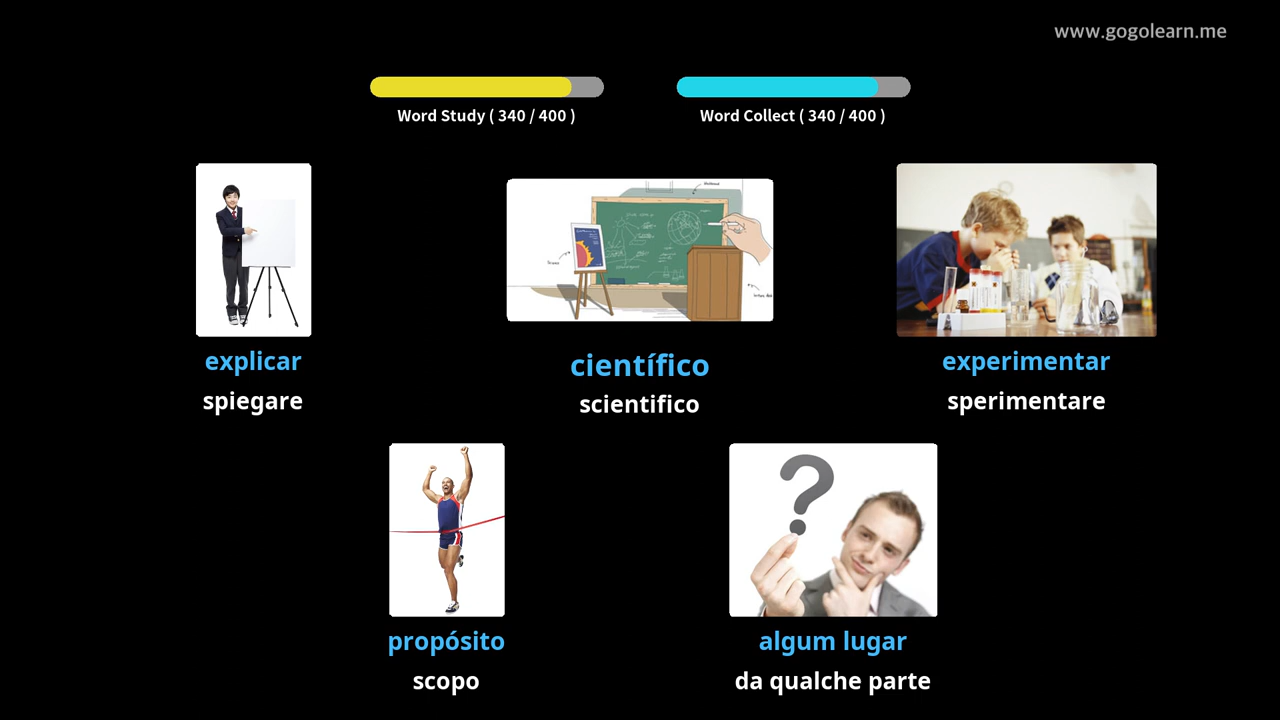 www.gogolearn.me
Word Study ( 340 / 400 )
Word Collect ( 340 / 400 )
explicar
spiegare
científico
scientifico
experimentar
sperimentare
propósito
scopo
algum lugar
da qualche parte